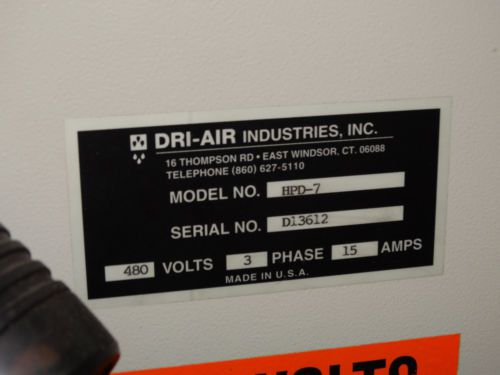 DRI-AIR INDUSTRIES, INC.
16 THOMPSON RD • EAST WINDSOR, CT. 06088
TELEPHONE (860) 627-5110
MODEL NO. HPD-7
SERIAL NO. D13612
480 VOLTS 3 PHASE 15 AMPS
MADE IN U.S.A.
VOLTS